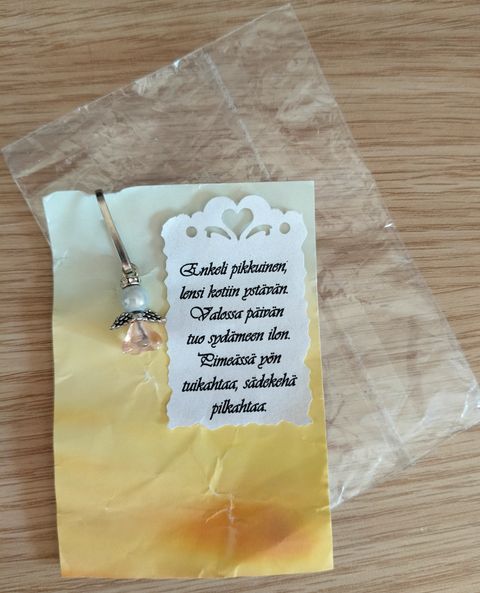 Enkeli pikkuinen,
lensi kotiin ystävän.
Valossa päivän
tuo sydämeen ilon.
Pimeässä yön
tuikahtaa, sädekehä
pilkahtaa.